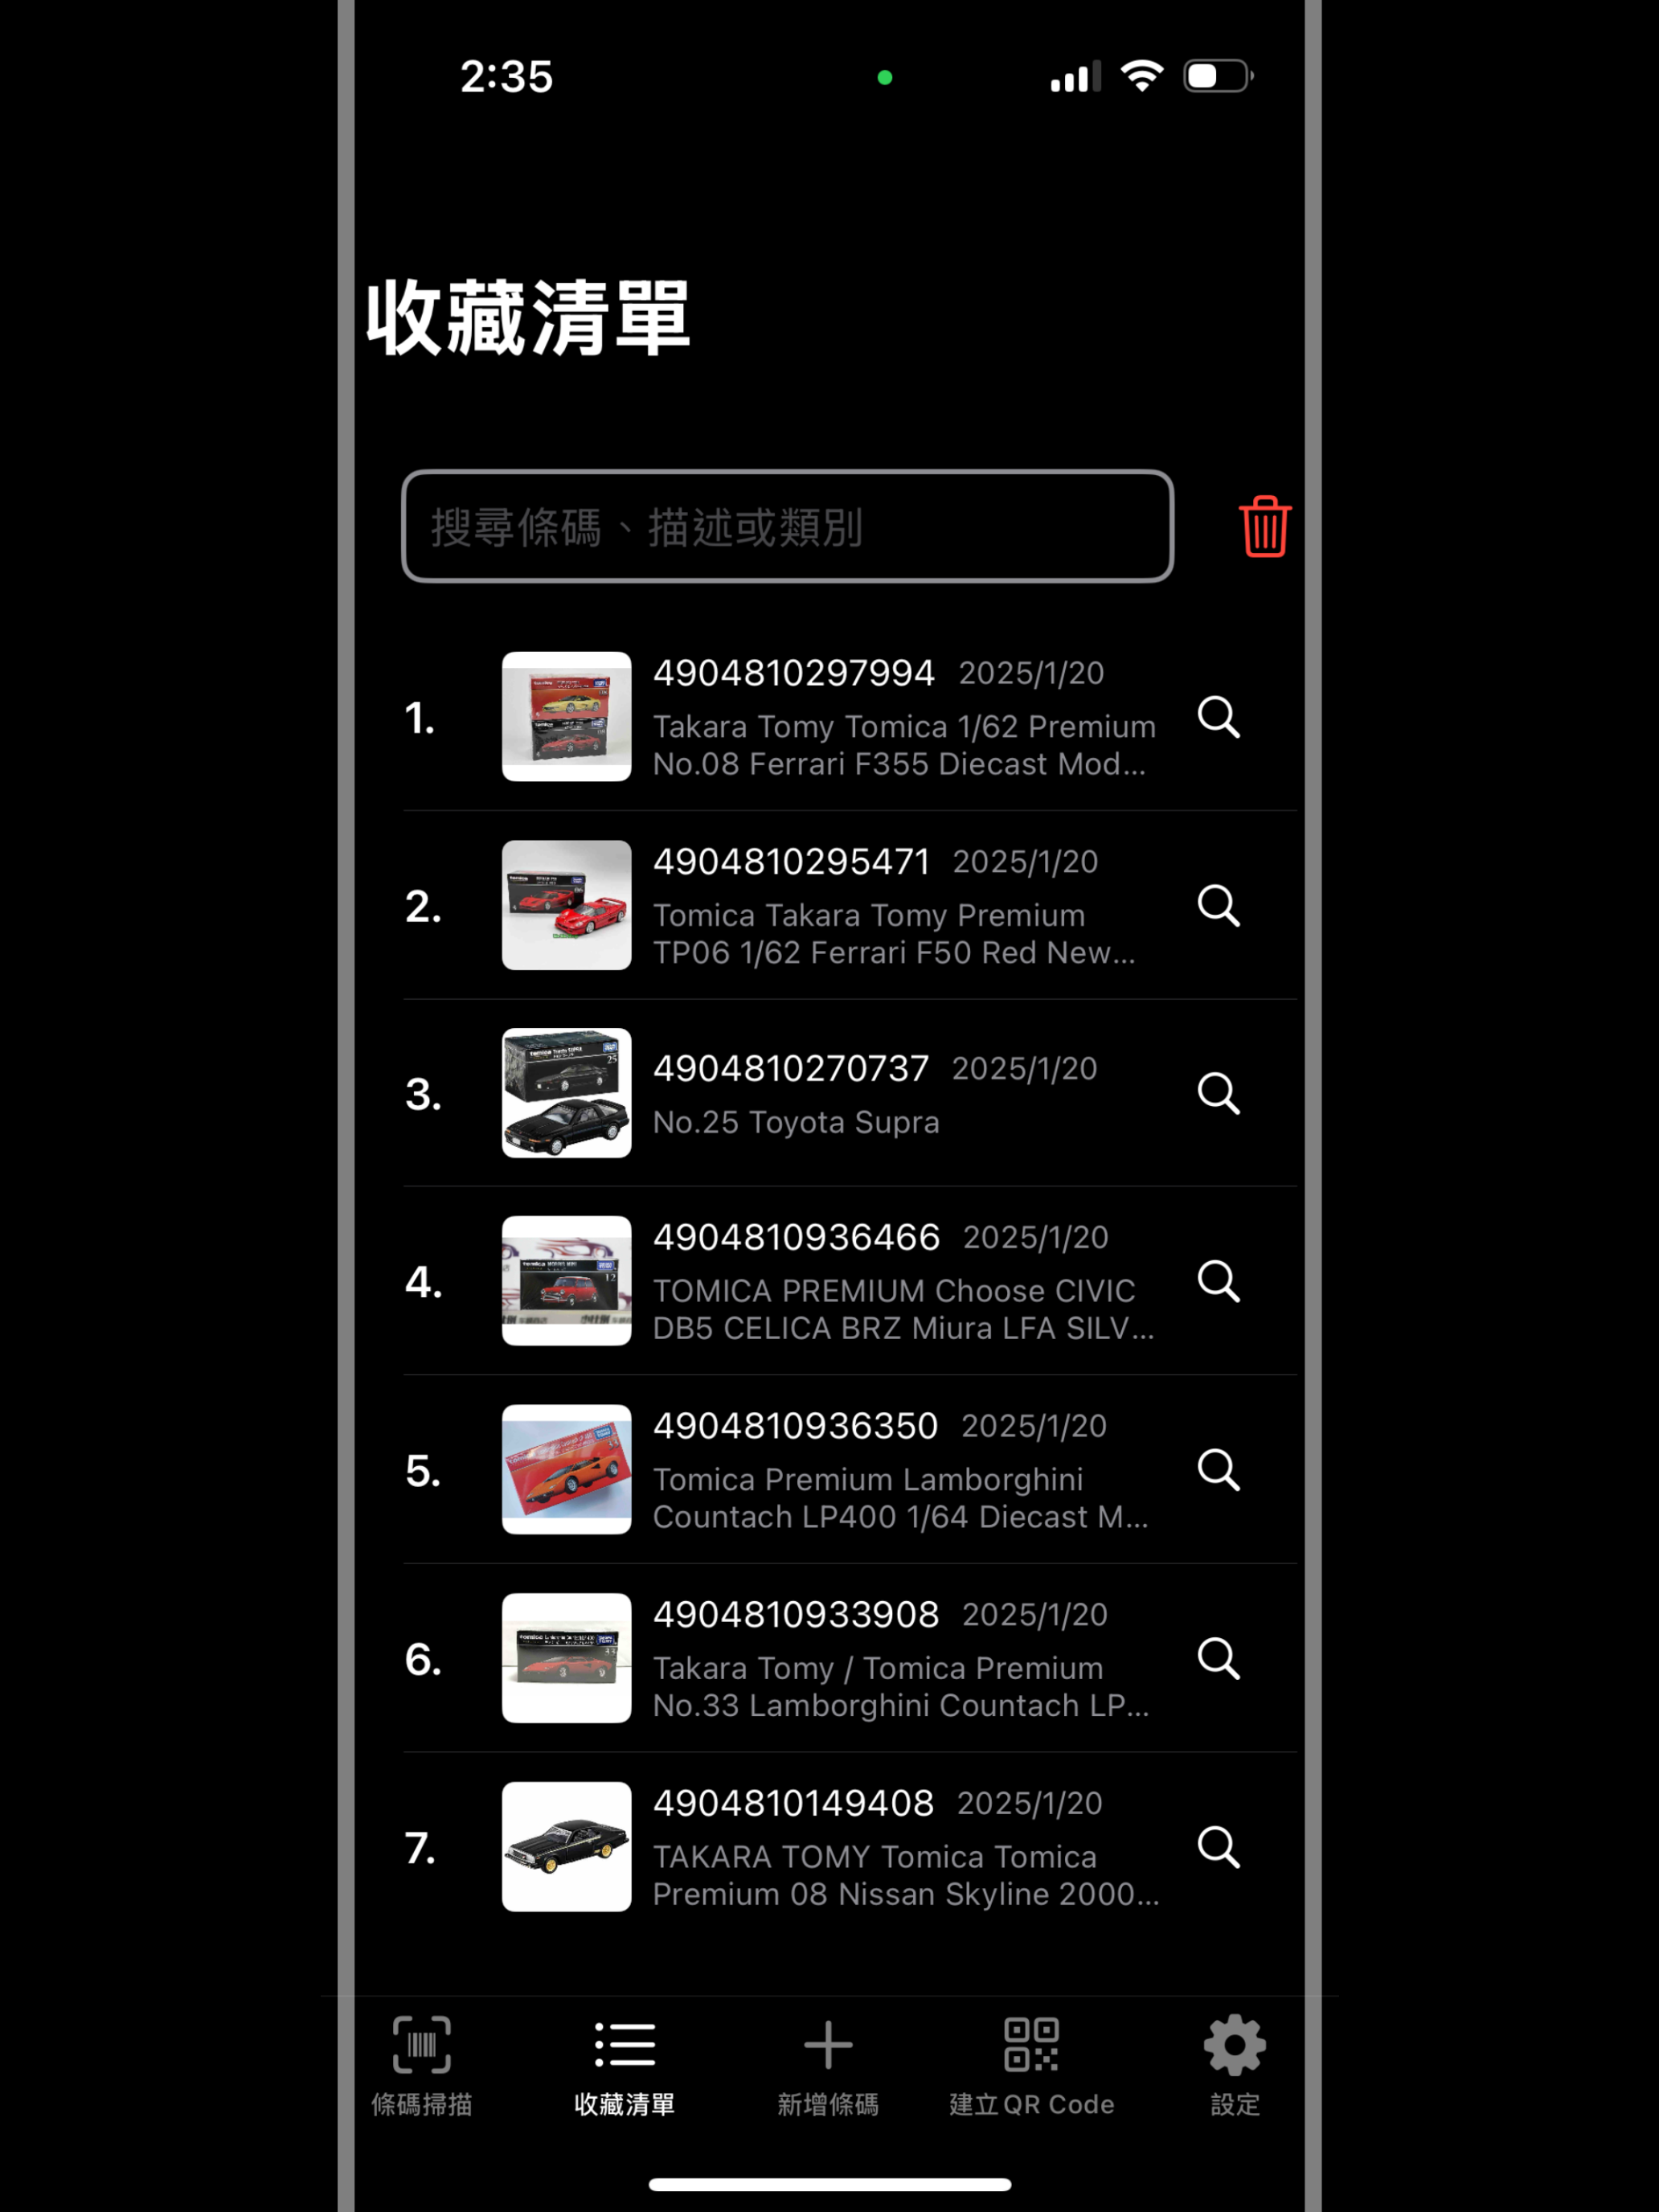 2:35
收藏清單
搜尋條碼、描述或類別
1.
4904810297994 2025/1/20
Takara Tomy Tomica 1/62 Premium
No.08 Ferrari F355 Diecast Mod...
2.
4904810295471 2025/1/20
Tomica Takara Tomy Premium
TP06 1/62 Ferrari F50 Red New...
3.
4904810270737 2025/1/20
No.25 Toyota Supra
4.
4904810936466 2025/1/20
TOMICA PREMIUM Choose CIVIC
DB5 CELICA BRZ Miura LFA SILV...
5.
4904810936350 2025/1/20
Tomica Premium Lamborghini
Countach LP400 1/64 Diecast M...
6.
4904810933908 2025/1/20
Takara Tomy / Tomica Premium
No.33 Lamborghini Countach LP...
7.
4904810149408 2025/1/20
TAKARA TOMY Tomica Tomica
Premium 08 Nissan Skyline 2000...
條碼掃描 收藏清單 新增條碼 建立QR Code 設定